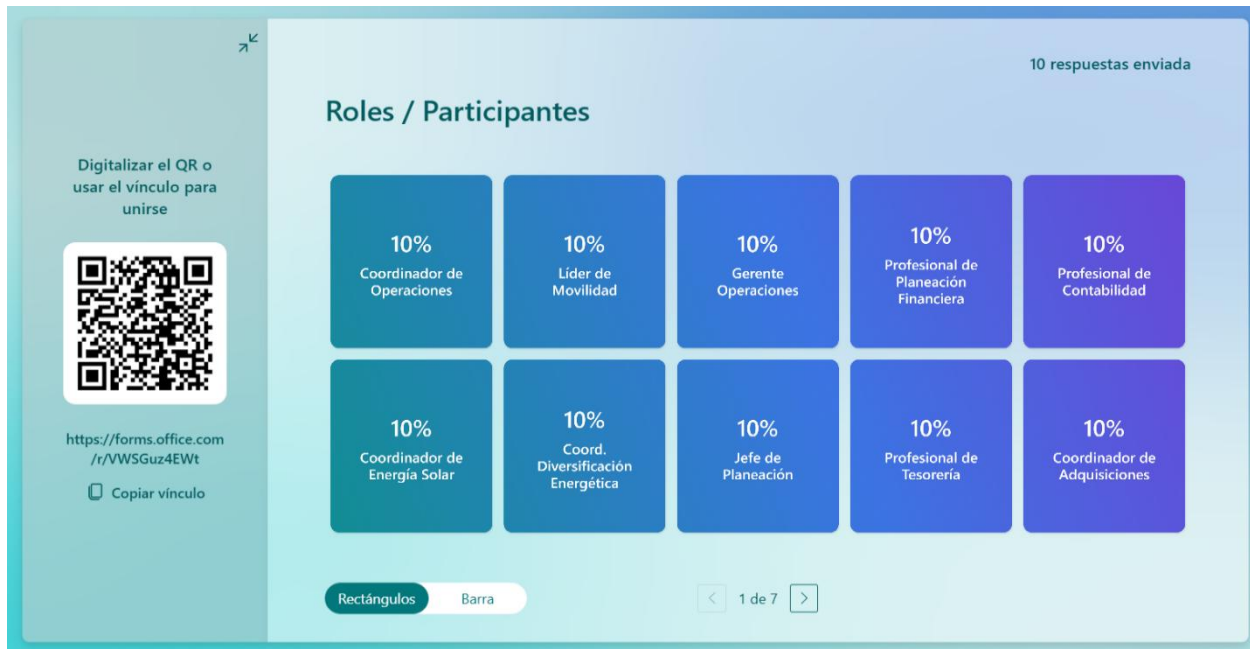 Digitalizar el QR o
usar el vínculo para
unirse
https://forms.office.com
/r/VWSGuz4EWt
Copiar vínculo
10 respuestas enviada
Roles / Participantes
10%
Coordinador de
Operaciones
10%
Líder de
Movilidad
10%
Gerente
Operaciones
10%
Profesional de
Planeación
Financiera
10%
Profesional de
Contabilidad
10%
Coordinador de
Energía Solar
10%
Coord.
Diversificación
Energética
10%
Jefe de
Planeación
10%
Profesional de
Tesorería
10%
Coordinador de
Adquisiciones
Rectángulos
Barra
1 de 7